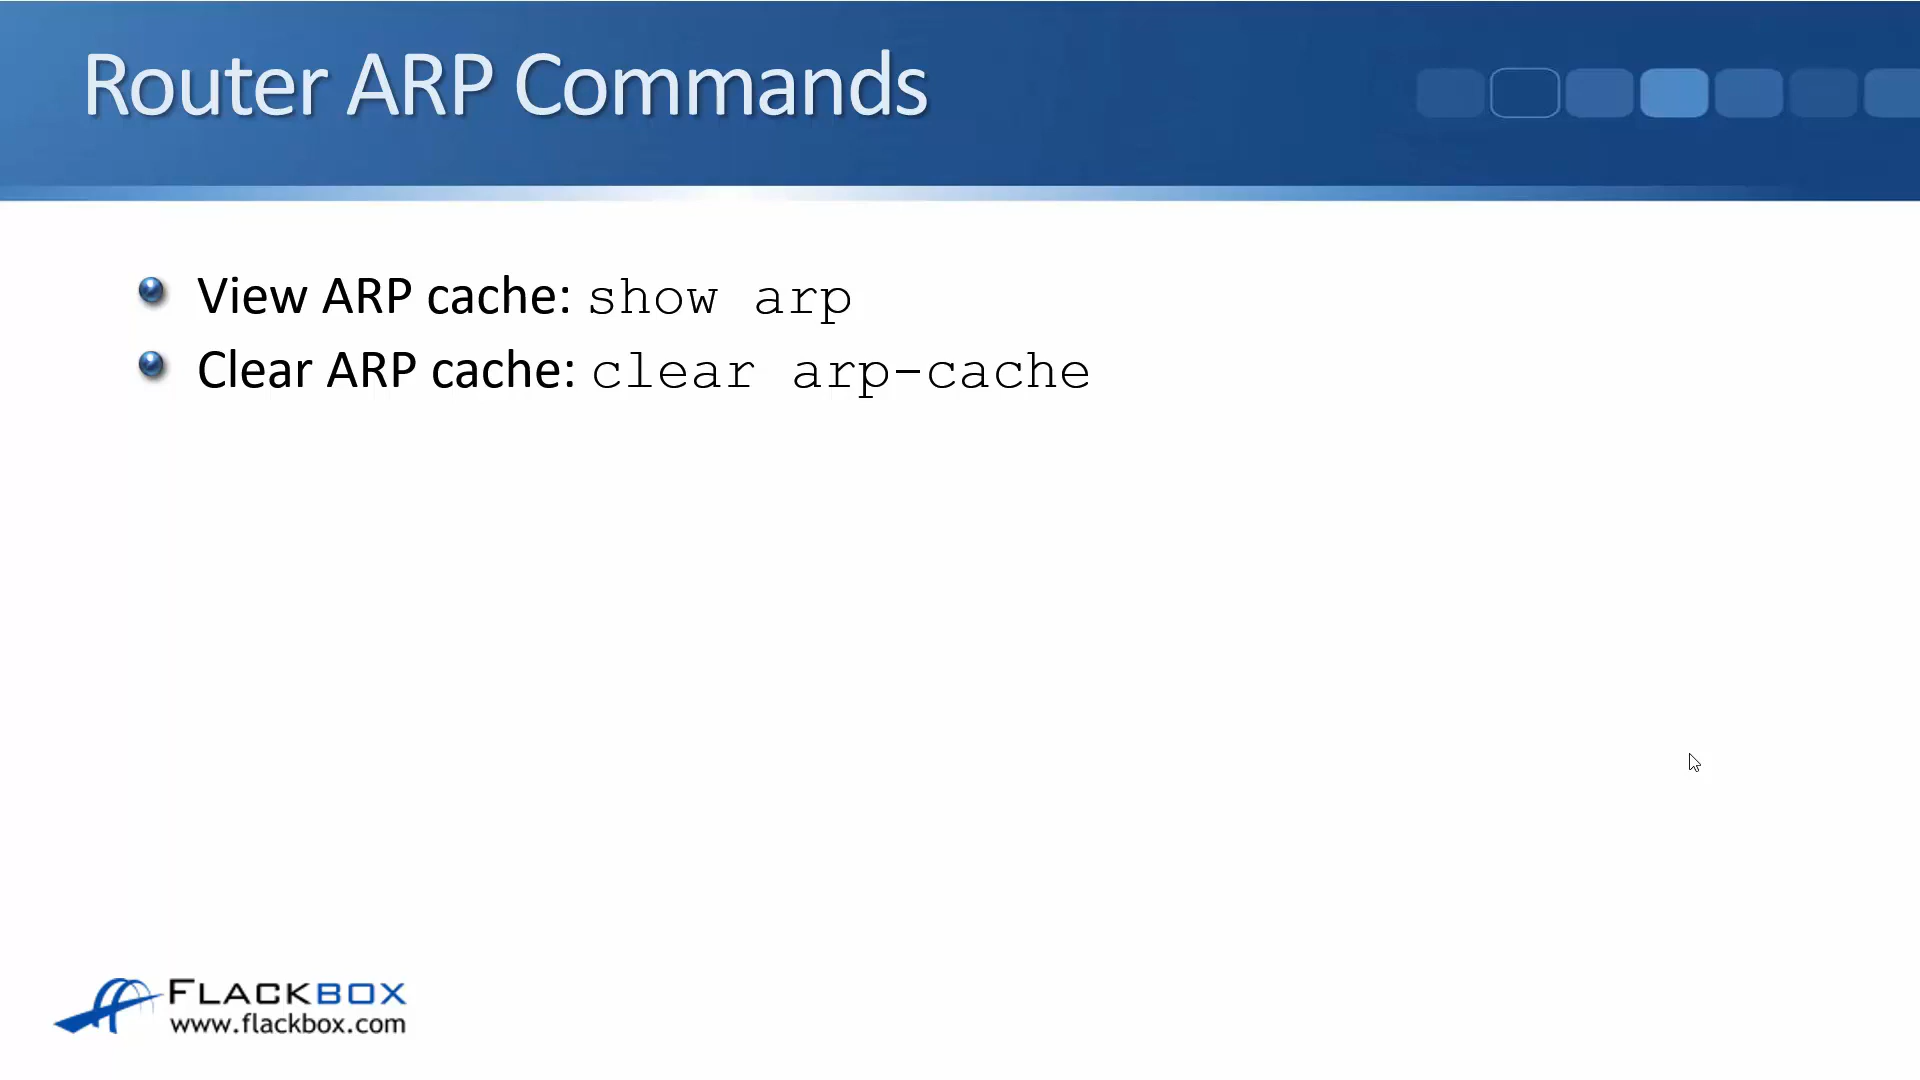 Router ARP Commands
View ARP cache: show arp
Clear ARP cache: clear arp-cache
FLACKBOX
www.flackbox.com